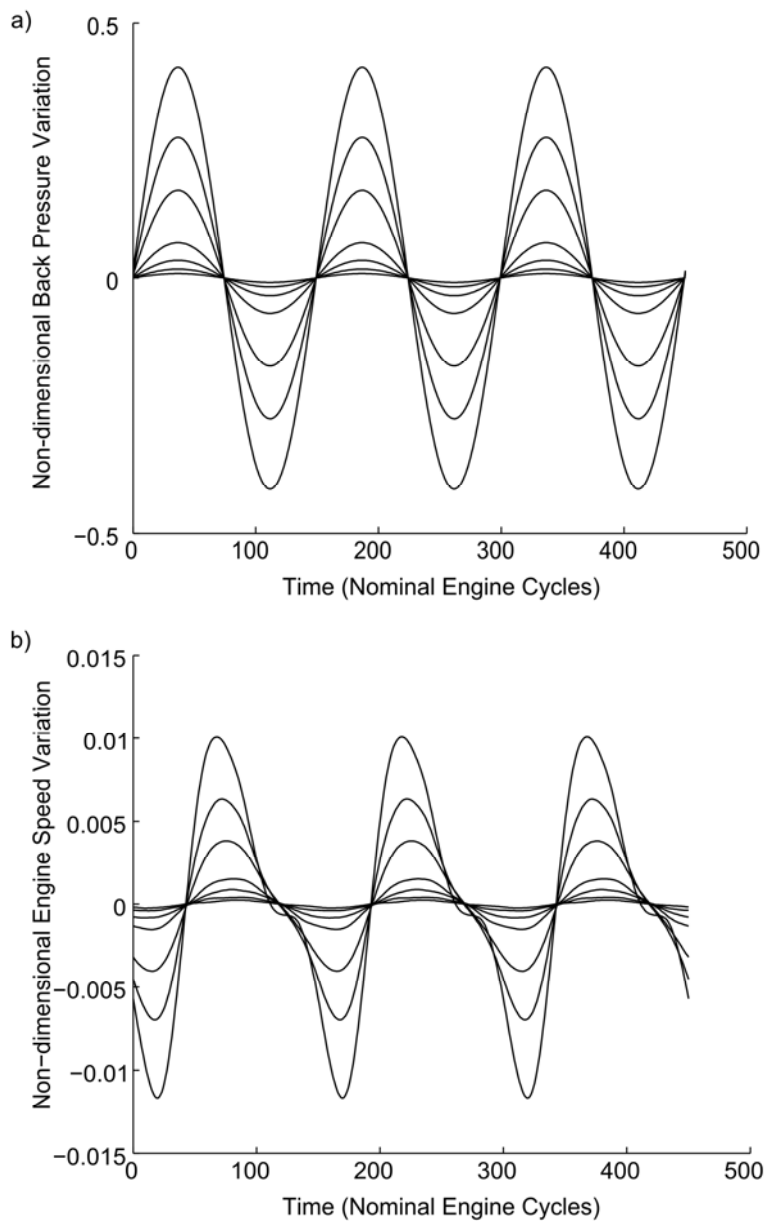 a)
0.5
0
−0.5
Non-dimensional Back Pressure Variation
0 100 200 300 400 500
Time (Nominal Engine Cycles)
b)
0.015
0.01
0.005
0
−0.005
−0.01
−0.015
Non−dimensional Engine Speed Variation
0 100 200 300 400 500
Time (Nominal Engine Cycles)